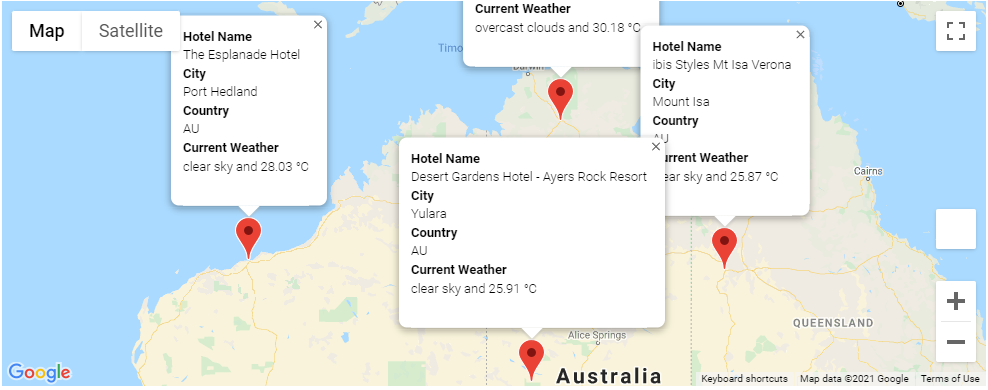 Map
Satellite
Hotel Name
The Esplanade Hotel
City
Port Hedland
Country
AU
Current Weather
clear sky and 28.03 °C
Current Weather
overcast clouds and 30.18 °C
Hotel Name
ibis Styles Mt Isa Verona
City
Mount Isa
Country
AU
urrent Weather
ear sky and 25.87 °C
Hotel Name
Desert Gardens Hotel - Ayers Rock Resort
City
Yulara
Country
AU
Current Weather
clear sky and 25.91 °C
Timo
Darwin
Cairns
QUEENSLAND
Alice Springs
Australia
Google
Keyboard shortcuts
Map data ©2021 Google
Terms of Use